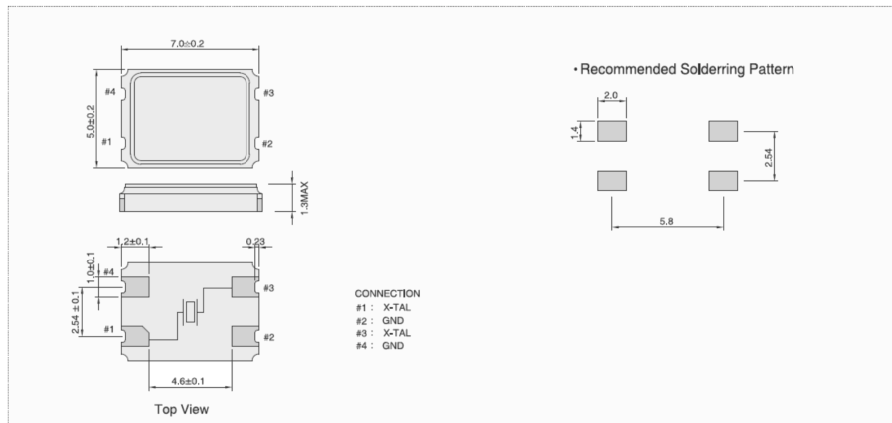 7.0±0.2
5.0±0.2
#4
#3
#1
#2
1.3MAX
1.2±0.1
0.23
1.0±0.1
#4
#3
2.54 ±0.1
#1
#2
4.6±0.1
Top View
CONNECTION
#1 : X-TAL
#2 : GND
#3 : X-TAL
#4 : GND
• Recommended Solderring Pattern
2.0
1.4
2.54
5.8